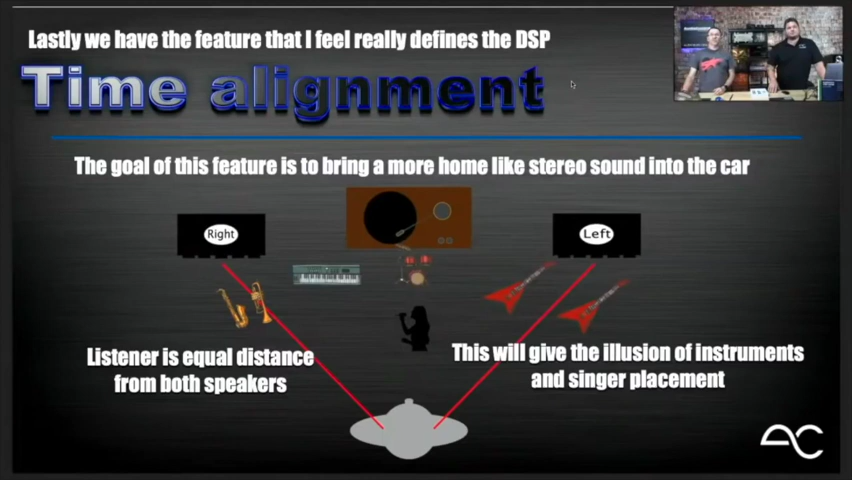 Lastly we have the feature that I feel really defines the DSP
Time alignment
The goal of this feature is to bring a more home like stereo sound into the car
Right
Left
Listener is equal distance
from both speakers
This will give the illusion of instruments
and singer placement